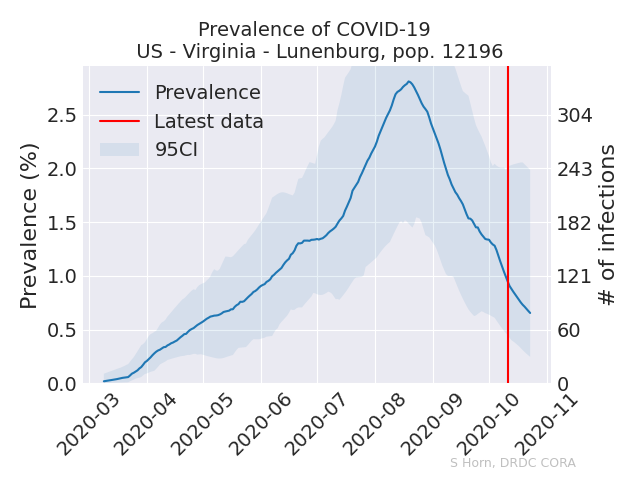 Prevalence of COVID-19
US - Virginia - Lunenburg, pop. 12196
Prevalence
Latest data
95CI
Prevalence (%)
2.5
2.0
1.5
1.0
0.5
0.0
304
243
182
121
60
0
# of infections
2020-03
2020-04
2020-05
2020-06
2020-07
2020-08
2020-09
2020-10
2020-11
S Horn, DRDC CORA